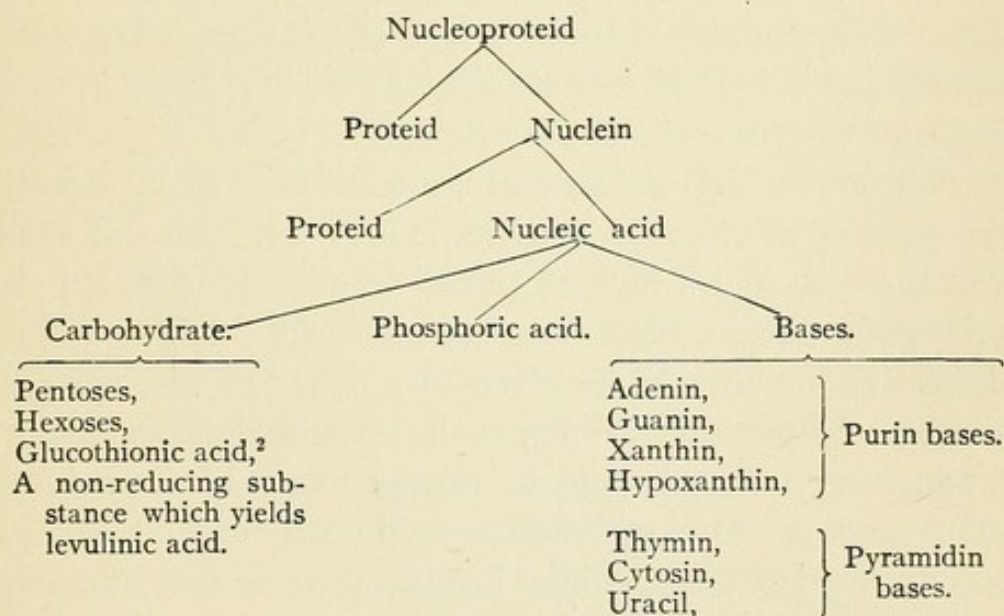 Nucleoproteid
Proteid Nuclein
Proteid Nucleic acid
Carbohydrate. Phosphoric acid. Bases.
Pentoses,
Hexoses,
Glucothionic acid,²
A non-reducing sub-
stance which yields
levulinic acid.
Adenin,
Guanin,
Xanthin,
Hypoxanthin,
Purin bases.
Thymin,
Cytosin,
Uracil,
Pyramidin
bases.